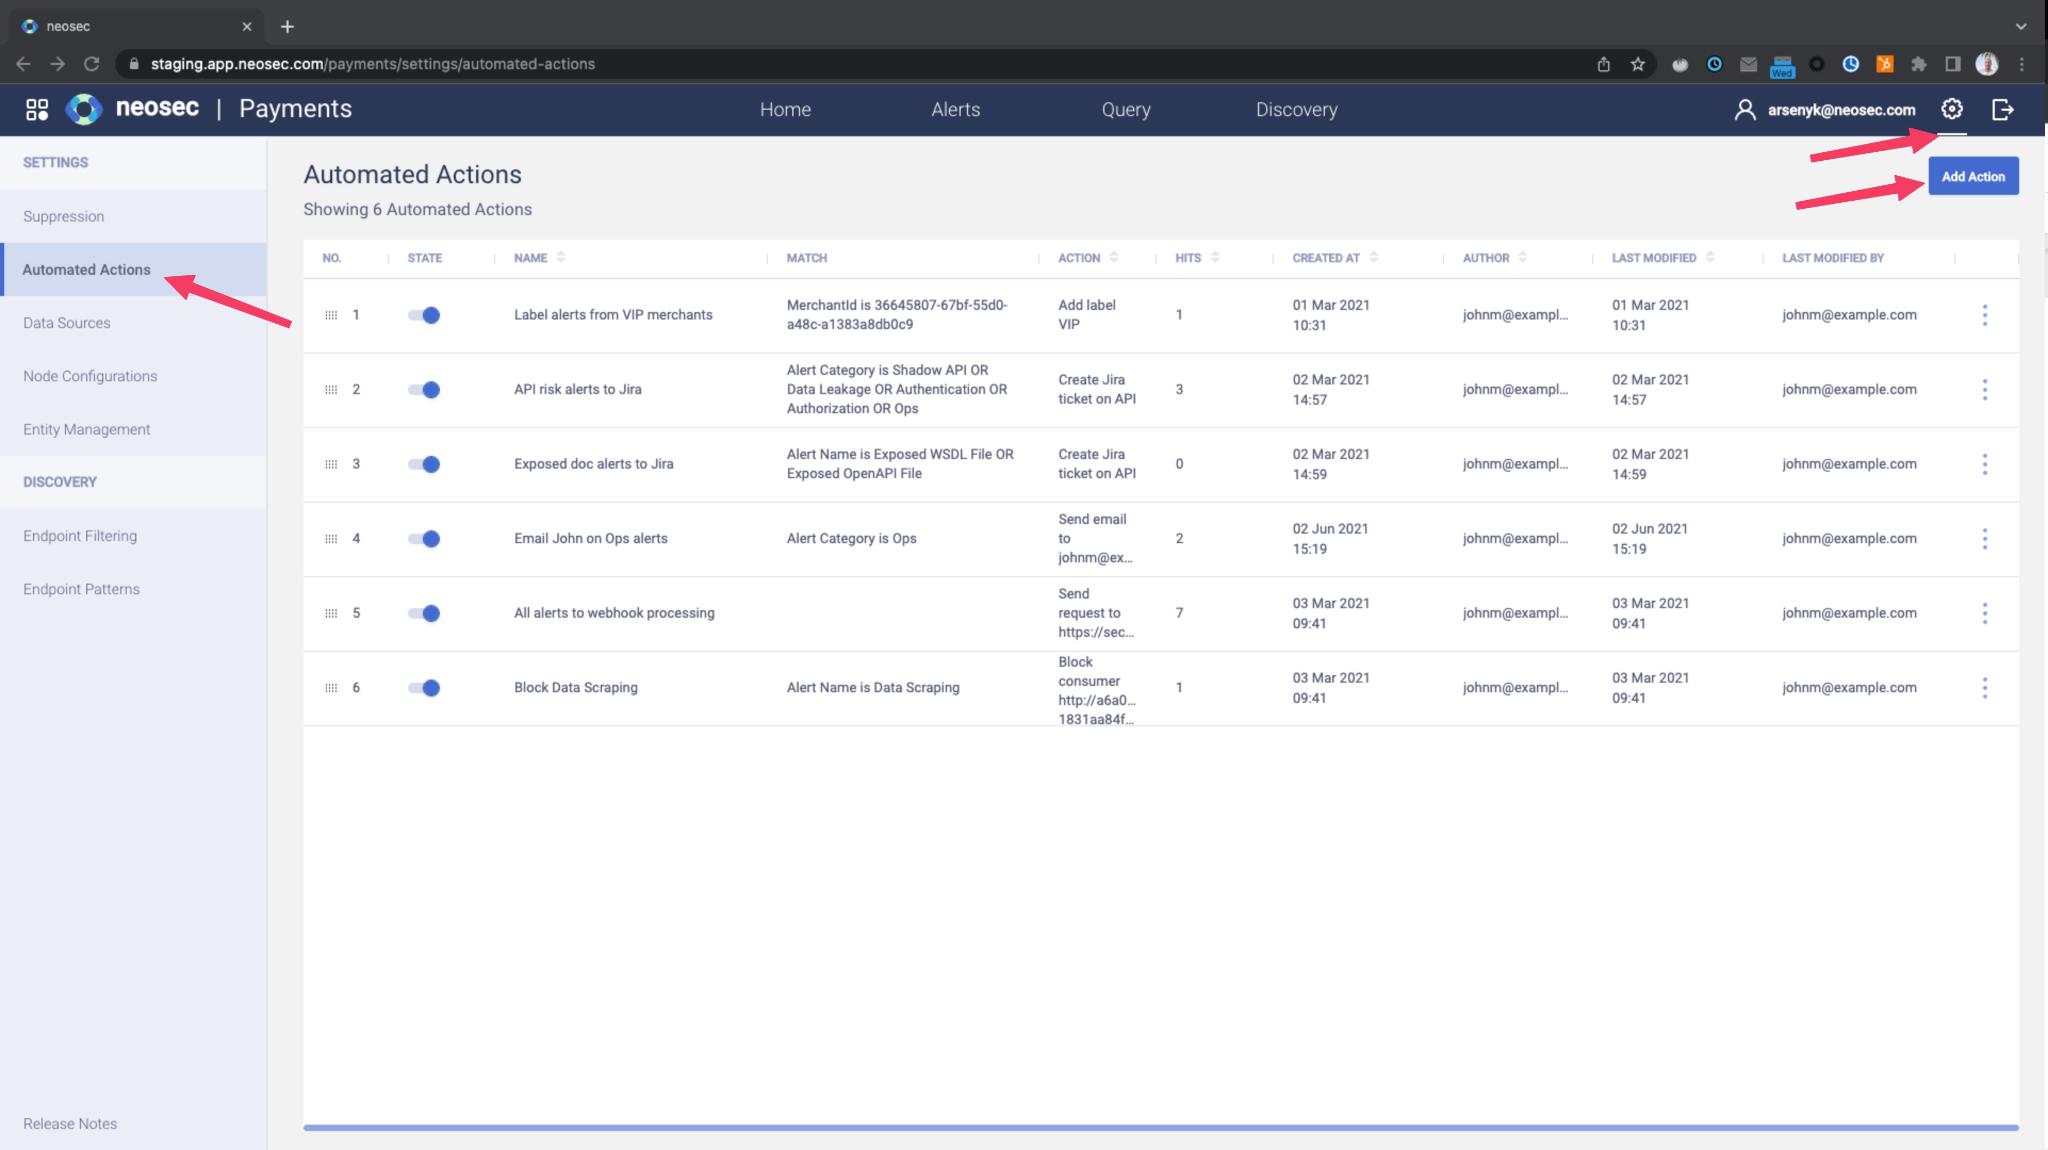 neosec
staging.app.neosec.com/payments/settings/automated-actions
Wed
neosec | Payments
Home
Alerts
Query
Discovery
arsenyk@neosec.com
SETTINGS
Suppression
Automated Actions
Data Sources
Node Configurations
Entity Management
DISCOVERY
Endpoint Filtering
Endpoint Patterns
Release Notes
Automated Actions
Showing 6 Automated Actions
Add Action
NO. STATE NAME MATCH ACTION HITS CREATED AT AUTHOR LAST MODIFIED LAST MODIFIED BY
1
Label alerts from VIP merchants
MerchantId is 36645807-67bf-55d0-
a48c-a1383a8db0c9
Add label
VIP
1
01 Mar 2021
10:31
johnm@exampl...
01 Mar 2021
10:31
johnm@example.com
2
API risk alerts to Jira
Alert Category is Shadow API OR
Data Leakage OR Authentication OR
Authorization OR Ops
Create Jira
ticket on API
3
02 Mar 2021
14:57
johnm@exampl...
02 Mar 2021
14:57
johnm@example.com
3
Exposed doc alerts to Jira
Alert Name is Exposed WSDL File OR
Exposed OpenAPI File
Create Jira
ticket on API
0
02 Mar 2021
14:59
johnm@exampl...
02 Mar 2021
14:59
johnm@example.com
4
Email John on Ops alerts
Alert Category is Ops
Send email
to
johnm@ex...
2
02 Jun 2021
15:19
johnm@exampl...
02 Jun 2021
15:19
johnm@example.com
5
All alerts to webhook processing
Send
request to
https://sec...
7
03 Mar 2021
09:41
johnm@exampl...
03 Mar 2021
09:41
johnm@example.com
6
Block Data Scraping
Alert Name is Data Scraping
Block
consumer
http://a6a0...
1831aa84f...
1
03 Mar 2021
09:41
johnm@exampl...
03 Mar 2021
09:41
johnm@example.com